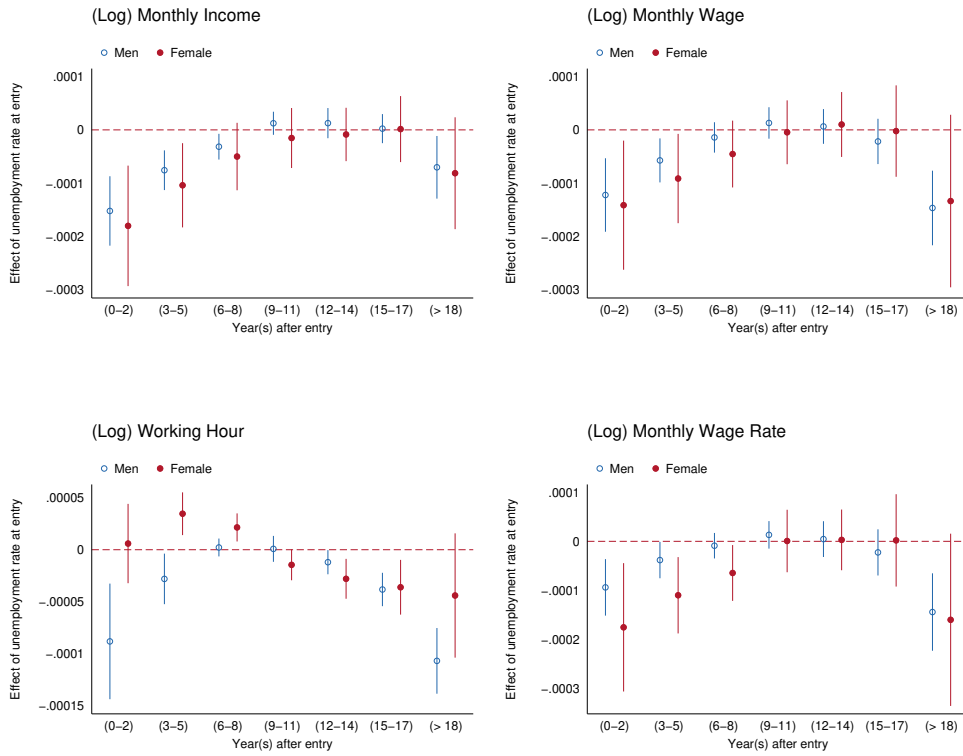 (Log) Monthly Income
Men Female
Effect of unemployment rate at entry
.0001
0
−.0001
−.0002
−.0003
(0−2) (3−5) (6−8) (9−11) (12−14) (15−17) (> 18)
Year(s) after entry
(Log) Monthly Wage
Men Female
Effect of unemployment rate at entry
.0001
0
−.0001
−.0002
−.0003
(0−2) (3−5) (6−8) (9−11) (12−14) (15−17) (> 18)
Year(s) after entry
(Log) Working Hour
Men Female
Effect of unemployment rate at entry
.00005
0
−.00005
−.0001
−.00015
(0−2) (3−5) (6−8) (9−11) (12−14) (15−17) (> 18)
Year(s) after entry
(Log) Monthly Wage Rate
Men Female
Effect of unemployment rate at entry
.0001
0
−.0001
−.0002
−.0003
(0−2) (3−5) (6−8) (9−11) (12−14) (15−17) (> 18)
Year(s) after entry